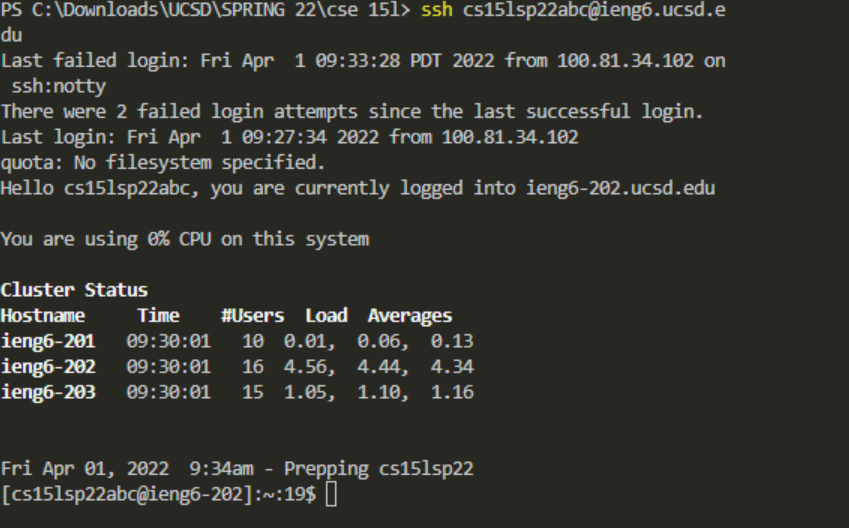 PS C:\Downloads\UCSD\SPRING 22\cse 15l> ssh cs15lsp22abc@ieng6.ucsd.e
du
Last failed login: Fri Apr  1 09:33:28 PDT 2022 from 100.81.34.102 on
 ssh:notty
There were 2 failed login attempts since the last successful login.
Last login: Fri Apr  1 09:27:34 2022 from 100.81.34.102
quota: No filesystem specified.
Hello cs15lsp22abc, you are currently logged into ieng6-202.ucsd.edu
You are using 0% CPU on this system
Cluster Status
Hostname     Time    #Users  Load  Averages
ieng6-201   09:30:01   10  0.01,  0.06,  0.13
ieng6-202   09:30:01   16  4.56,  4.44,  4.34
ieng6-203   09:30:01   15  1.05,  1.10,  1.16
Fri Apr 01, 2022  9:34am - Prepping cs15lsp22
[cs15lsp22abc@ieng6-202]:~:19$